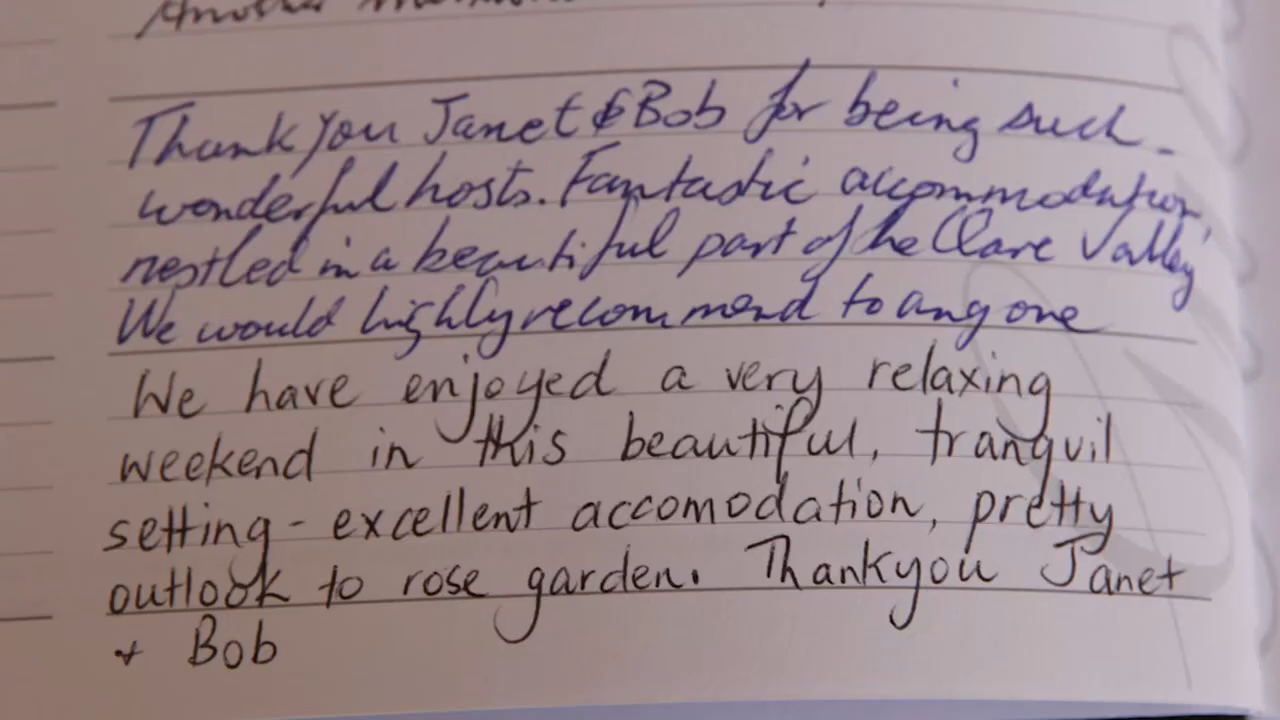 Another
Thank you Janet & Bob for being such
wonderful hosts. Fantastic accommodation,
nestled in a beautiful part of the Clare Valley
We would highly recommend to anyone
We have enjoyed a very relaxing
weekend in this beautiful, tranquil
setting - excellent accomodation, pretty
outlook to rose garden. Thankyou Janet
+ Bob